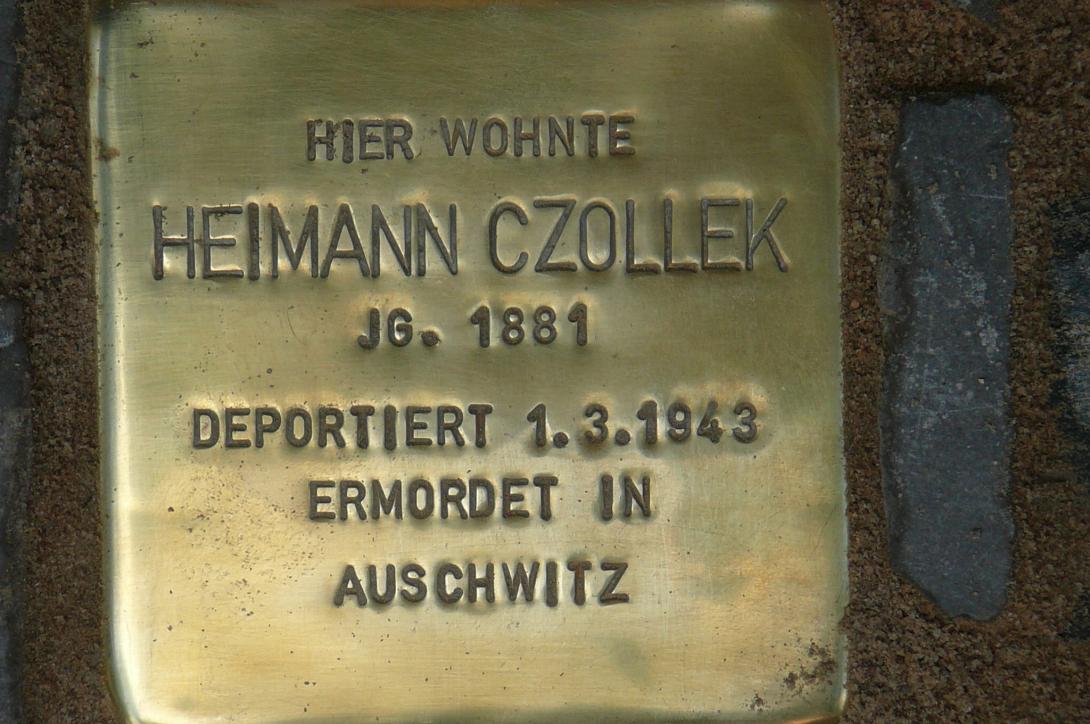 HIER WOHNTE
HEIMANN CZOLLEK
JG. 1881
DEPORTIERT 1.3.1943
ERMORDET IN
AUSCHWITZ